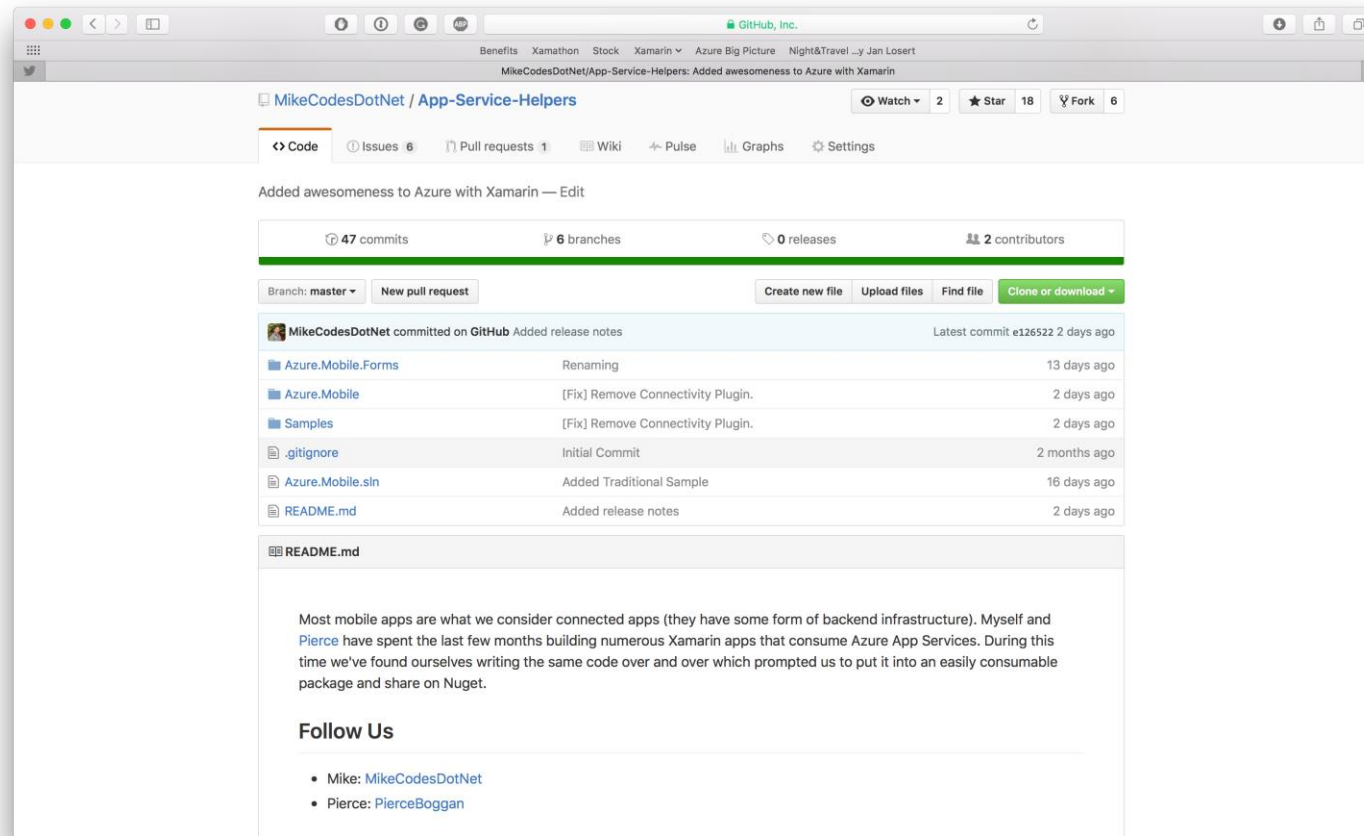 ABP
GitHub, Inc.
Benefits Xamathon Stock Xamarin Azure Big Picture Night&Travel ...y Jan Losert
MikeCodesDotNet/App-Service-Helpers: Added awesomeness to Azure with Xamarin
MikeCodesDotNet / App-Service-Helpers
Watch 2 Star 18 Fork 6
Code Issues 6 Pull requests 1 Wiki Pulse Graphs Settings
Added awesomeness to Azure with Xamarin — Edit
47 commits 6 branches 0 releases 2 contributors
Branch: master New pull request Create new file Upload files Find file Clone or download
MikeCodesDotNet committed on GitHub Added release notes Latest commit e126522 2 days ago
Azure.Mobile.Forms Renaming 13 days ago
Azure.Mobile [Fix] Remove Connectivity Plugin. 2 days ago
Samples [Fix] Remove Connectivity Plugin. 2 days ago
.gitignore Initial Commit 2 months ago
Azure.Mobile.sln Added Traditional Sample 16 days ago
README.md Added release notes 2 days ago
README.md
Most mobile apps are what we consider connected apps (they have some form of backend infrastructure). Myself and
Pierce have spent the last few months building numerous Xamarin apps that consume Azure App Services. During this
time we've found ourselves writing the same code over and over which prompted us to put it into an easily consumable
package and share on Nuget.
Follow Us
• Mike: MikeCodesDotNet
• Pierce: PierceBoggan